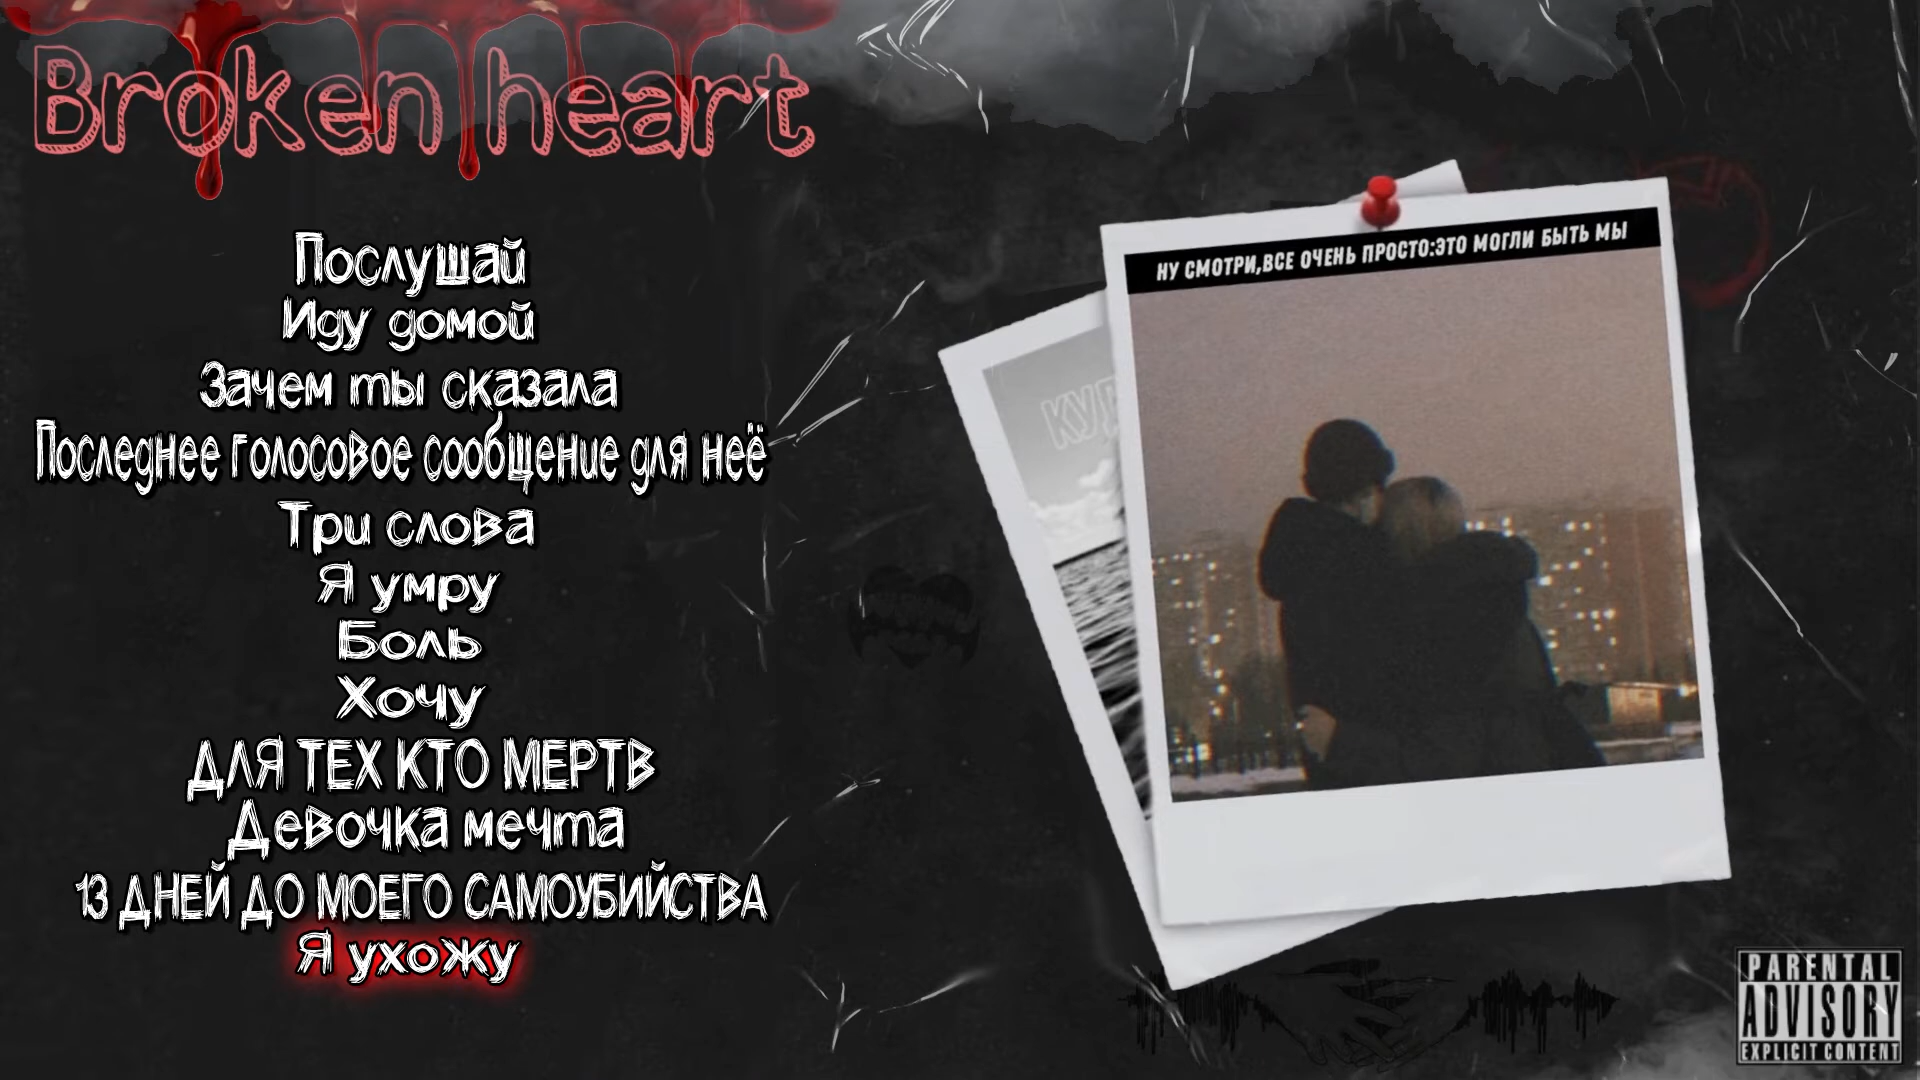 Broken heart
Послушай
Иду домой
Зачем ты сказала
Последнее голосовое сообщение для неё
Три слова
Я умру
Боль
Хочу
ДЛЯ ТЕХ КТО МЕРТВ
Девочка мечта
13 ДНЕЙ ДО МОЕГО САМОУБИЙСТВА
Я ухожу
НУ СМОТРИ,ВСЕ ОЧЕНЬ ПРОСТО:ЭТО МОГЛИ БЫТЬ МЫ
PARENTAL
ADVISORY
EXPLICIT CONTENT